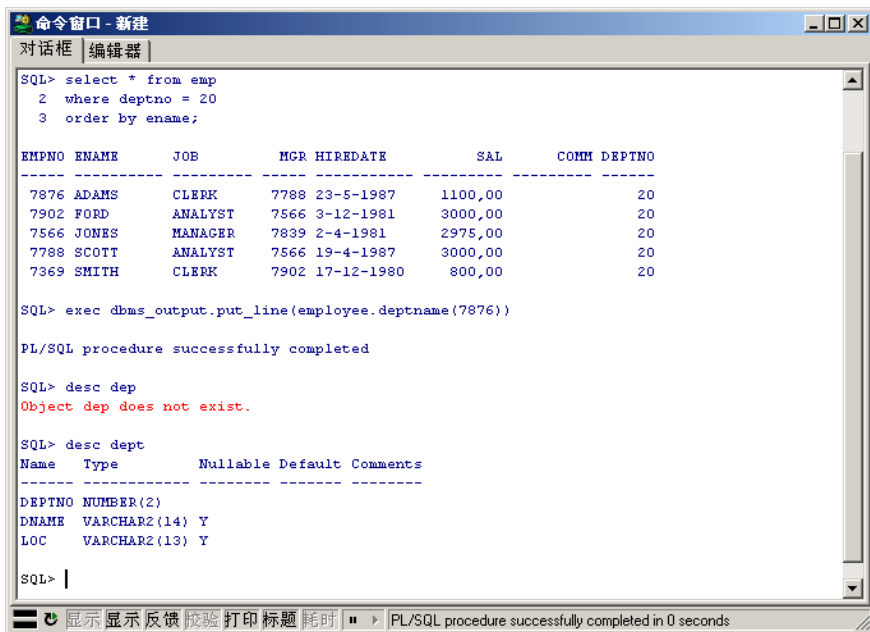 命令窗口 - 新建
对话框 编辑器
SQL> select * from emp
  2  where deptno = 20
  3  order by ename;
EMPNO ENAME      JOB         MGR HIREDATE         SAL      COMM DEPTNO
----- ---------- --------- ----- ----------- --------- --------- ------
 7876 ADAMS      CLERK      7788 23-5-1987     1100,00               20
 7902 FORD       ANALYST    7566 3-12-1981     3000,00               20
 7566 JONES      MANAGER    7839 2-4-1981      2975,00               20
 7788 SCOTT      ANALYST    7566 19-4-1987     3000,00               20
 7369 SMITH      CLERK      7902 17-12-1980     800,00               20
SQL> exec dbms_output.put_line(employee.deptname(7876))
PL/SQL procedure successfully completed
SQL> desc dep
Object dep does not exist.
SQL> desc dept
Name   Type         Nullable Default Comments
------ ------------ -------- ------- --------
DEPTNO NUMBER(2)
DNAME  VARCHAR2(14) Y
LOC    VARCHAR2(13) Y
SQL>
显示 显示 反馈 校验 打印 标题 耗时 PL/SQL procedure successfully completed in 0 seconds